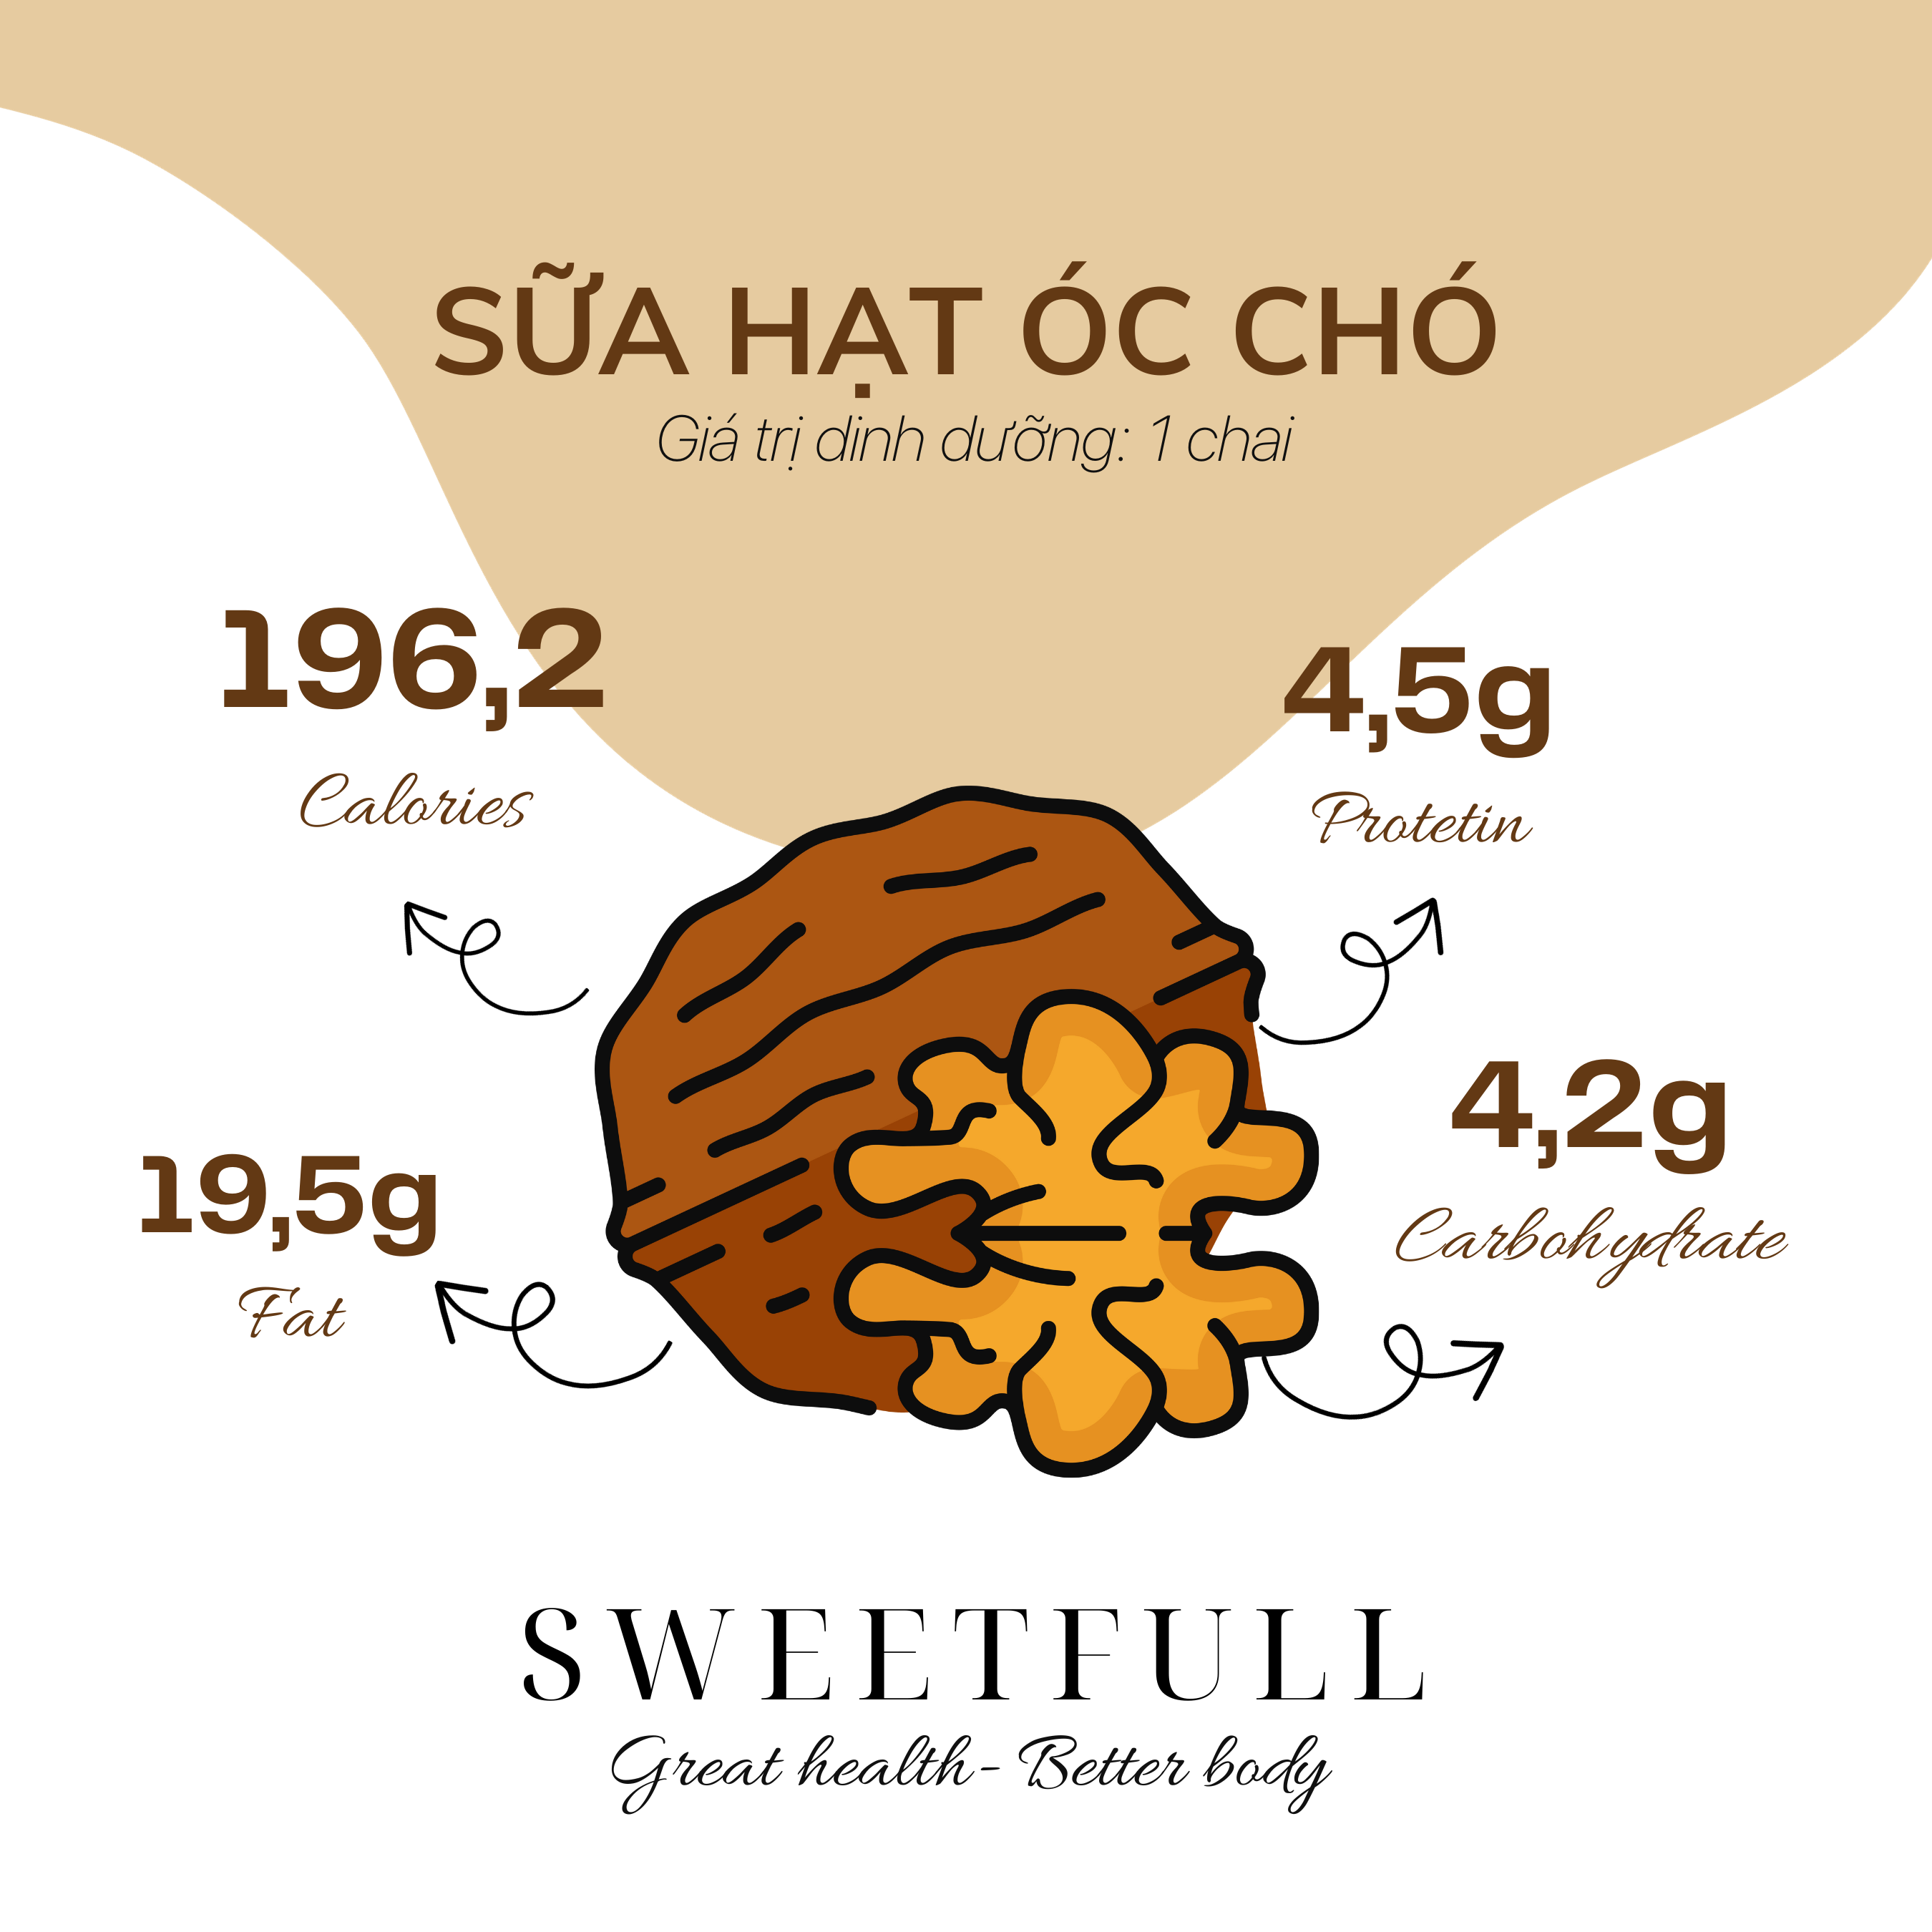 SỮA HẠT ÓC CHÓ
Giá trị dinh dưỡng: 1 chai
196,2
Calories
4,5g
Protetin
19,5g
Fat
4,2g
Carbohydrate
SWEETFULL
Great health - Better body